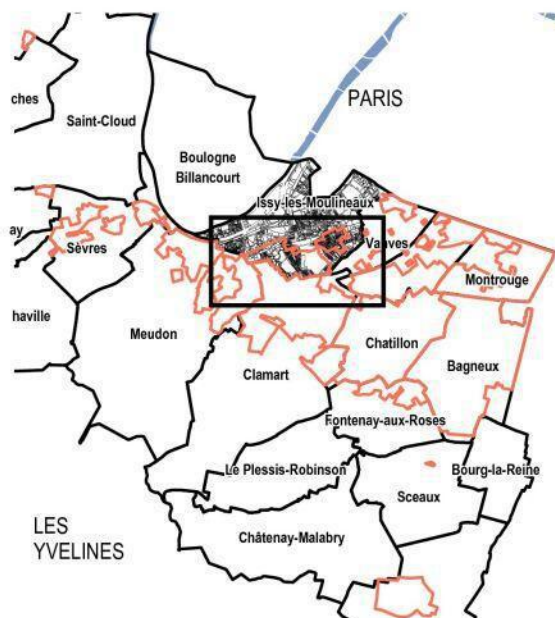 PARIS
ches
Saint-Cloud
Boulogne
Billancourt
Issy-les-Moulineaux
ay
Sèvres
Vanves
Montrouge
haville
Meudon
Chatillon
Clamart
Bagneux
Fontenay-aux-Roses
Le Plessis-Robinson
Bourg-la-Reine
Sceaux
LES
YVELINES
Châtenay-Malabry